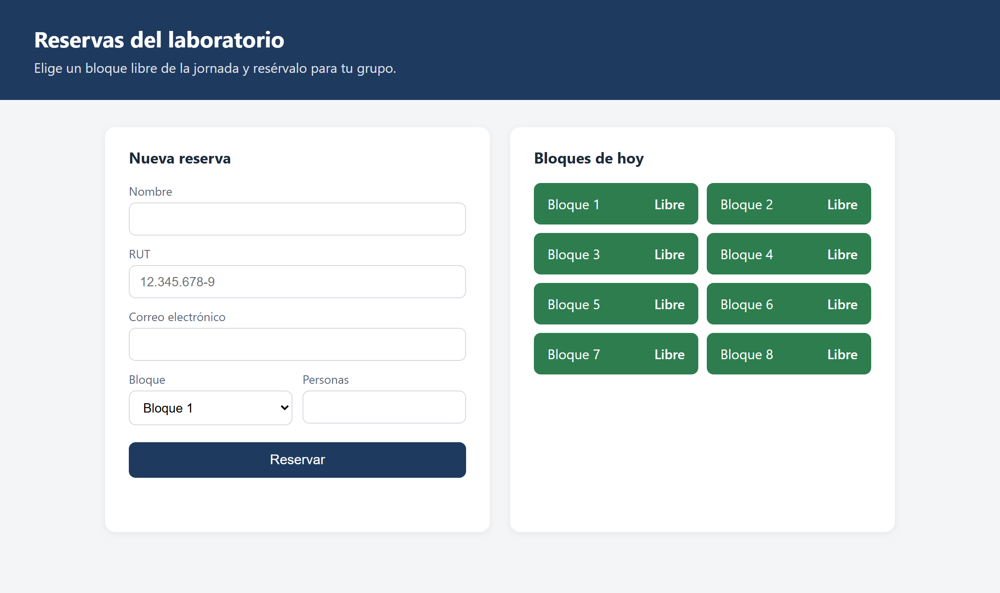 Reservas del laboratorio
Elige un bloque libre de la jornada y resérvalo para tu grupo.
Nueva reserva
Nombre
RUT
12.345.678-9
Correo electrónico
Bloque Personas
Bloque 1
Reservar
Bloques de hoy
Bloque 1 Libre
Bloque 2 Libre
Bloque 3 Libre
Bloque 4 Libre
Bloque 5 Libre
Bloque 6 Libre
Bloque 7 Libre
Bloque 8 Libre